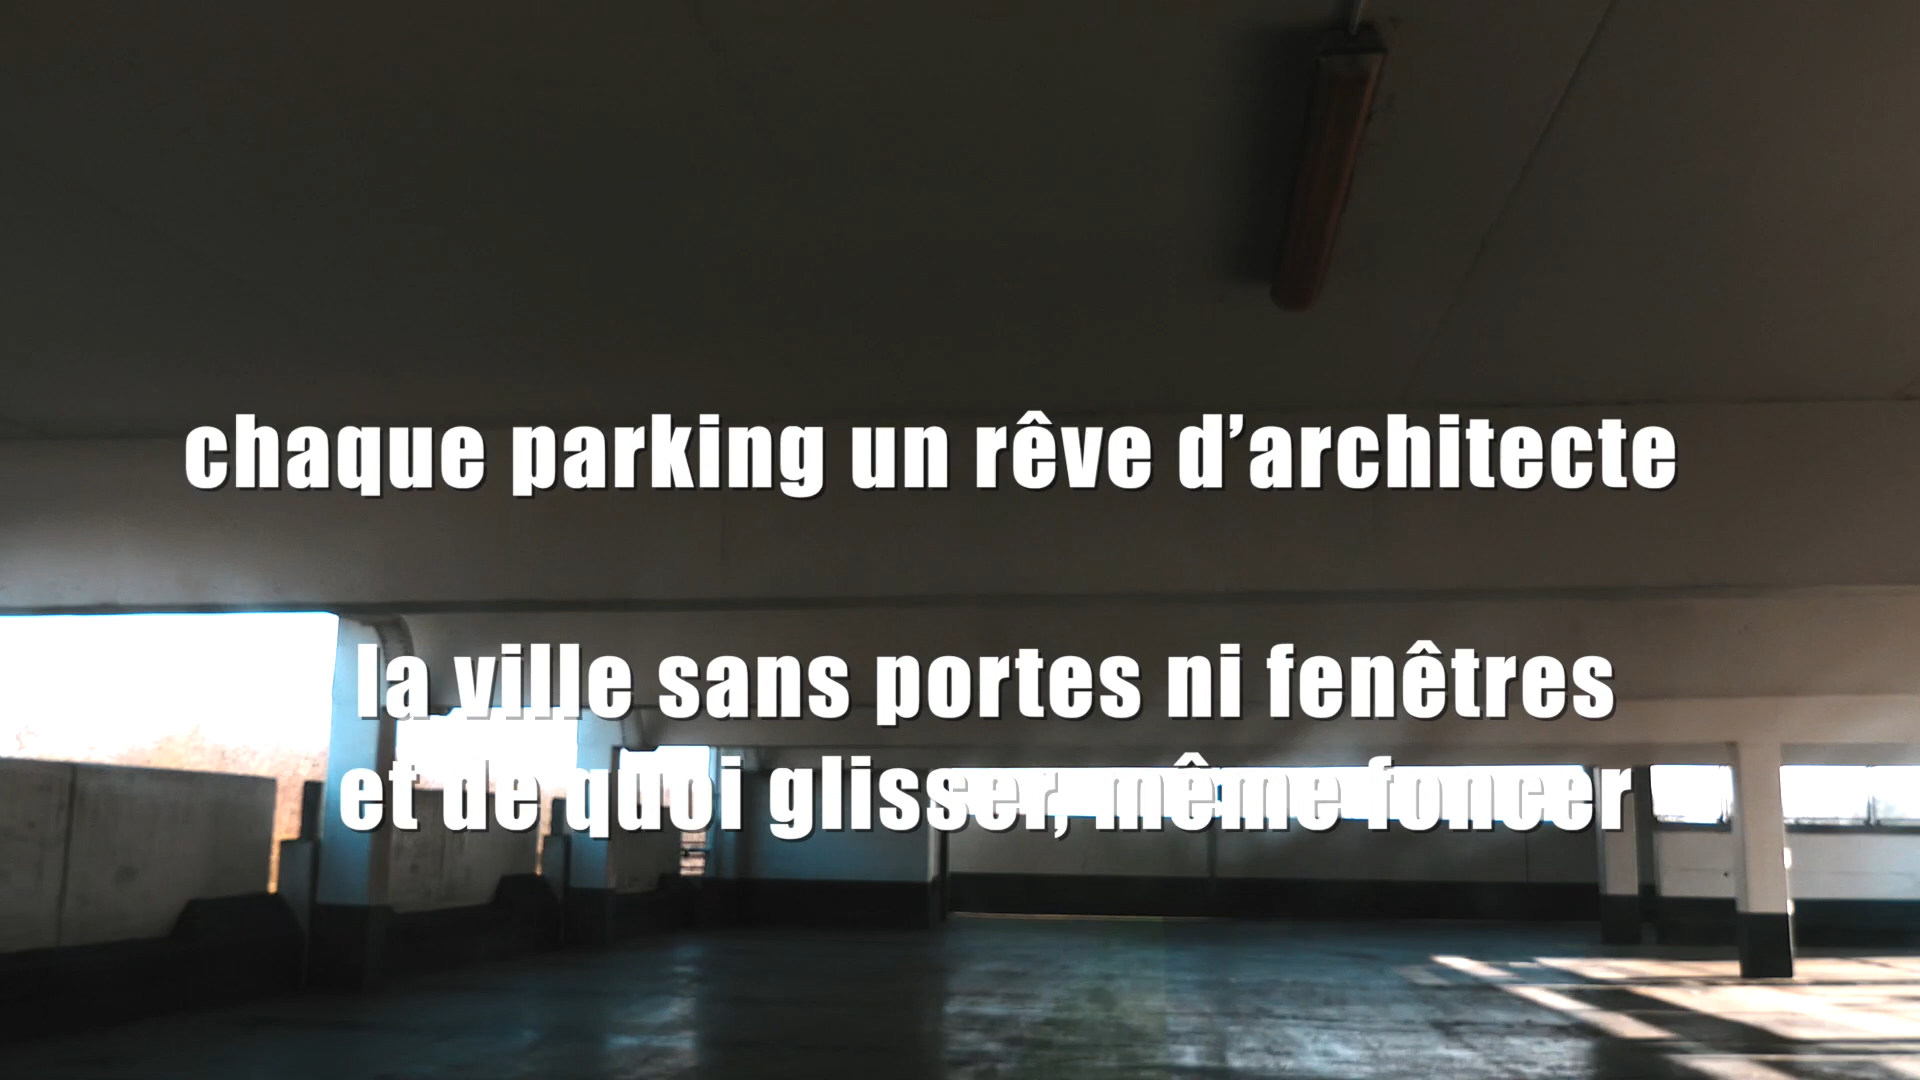 chaque parking un rêve d’architecte
la ville sans portes ni fenêtres
et de quoi glisser, même foncer